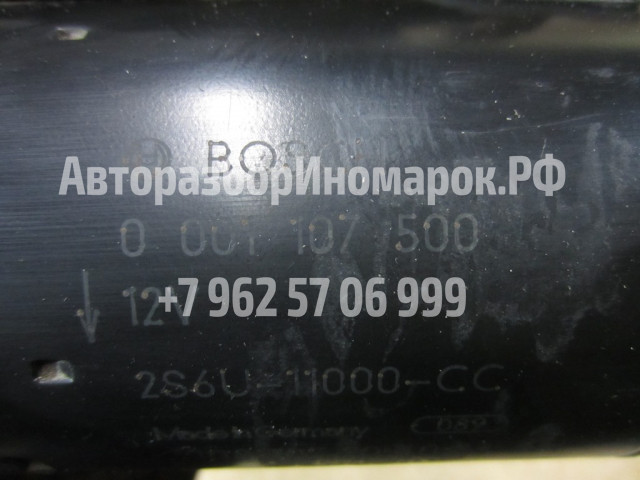 BOSCH
АвторазборИномарок.РФ
0 001 107 500
+7 962 57 06 999
12V
2S6U-11000-CC
Made in Germany